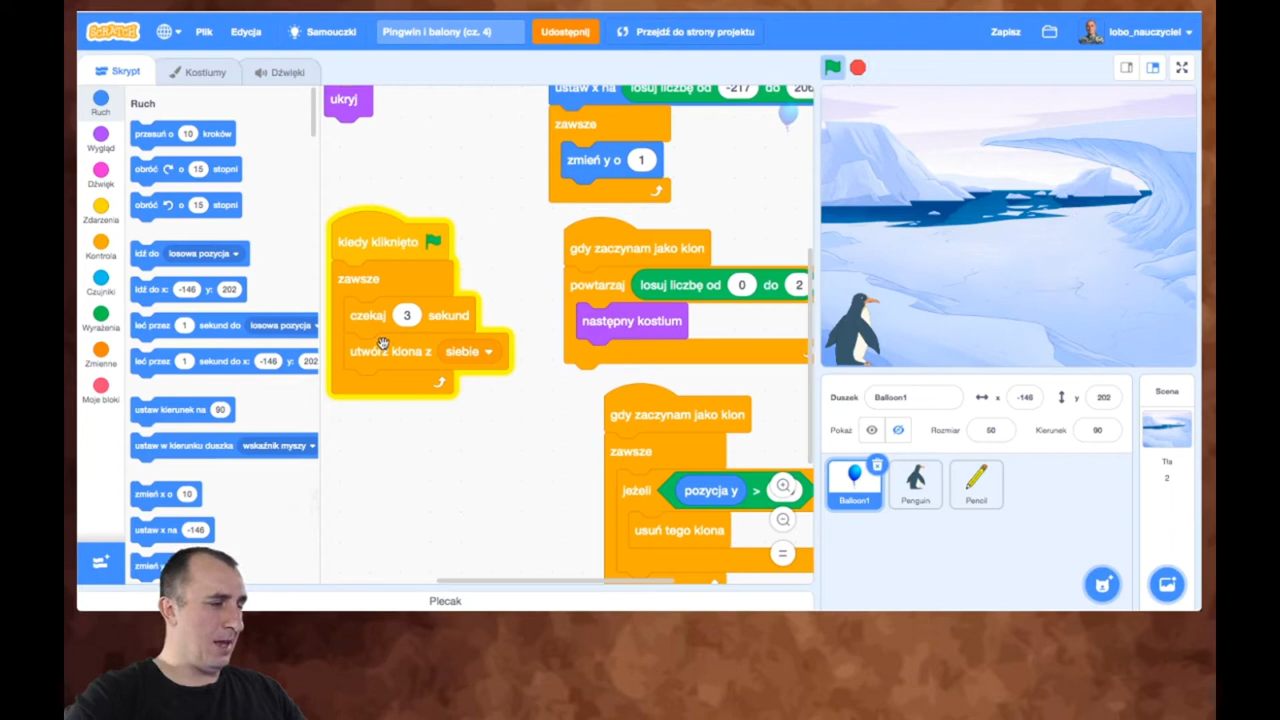 SCRATCH
Plik
Edycja
Samouczki
Pingwin i balony (cz. 4)
Udostępnij
Przejdź do strony projektu
Zapisz
lobo_nauczyciel
Skrypt
Kostiumy
Dźwięki
Ruch
Wygląd
Dźwięk
Zdarzenia
Kontrola
Czujniki
Wyrażenia
Zmienne
Moje bloki
Ruch
przesuń o 10 kroków
obróć o 15 stopni
obróć o 15 stopni
idź do losowa pozycja
idź do x: -146 y: 202
leć przez 1 sekund do losowa pozycja
leć przez 1 sekund do x: -146 y: 202
ustaw kierunek na 90
ustaw w kierunku duszka wskaźnik myszy
zmień x o 10
ustaw x na -146
zmień y
ukryj
kiedy kliknięto
zawsze
czekaj 3 sekund
utwórz klona z siebie
ustaw x na losuj liczbę od -217 do 206
zawsze
zmień y o 1
gdy zaczynam jako klon
powtarzaj losuj liczbę od 0 do 2
następny kostium
gdy zaczynam jako klon
zawsze
jeżeli pozycja y >
usuń tego klona
Plecak
Duszek Balloon1 x -146 y 202
Pokaż Rozmiar 50 Kierunek 90
Balloon1
Penguin
Pencil
Scena
Tła
2